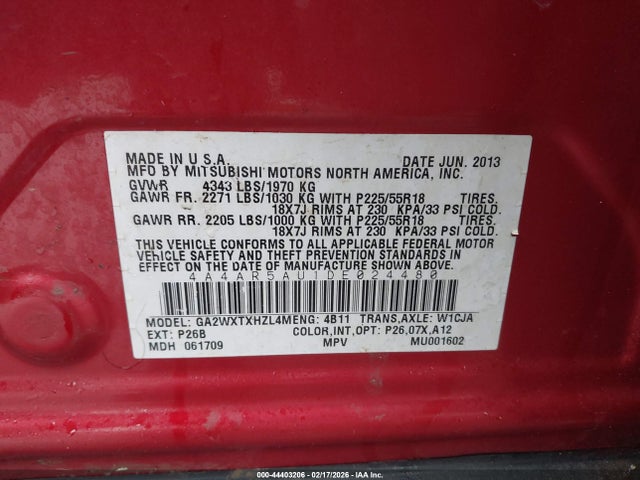 MADE IN U.S.A. DATE JUN. 2013
MFD BY MITSUBISHI MOTORS NORTH AMERICA, INC.
GVWR 4343 LBS/1970 KG
GAWR FR. 2271 LBS/1030 KG WITH P225/55R18 TIRES.
18X7J RIMS AT 230 KPA/33 PSI COLD.
GAWR RR. 2205 LBS/1000 KG WITH P225/55R18 TIRES.
18X7J RIMS AT 230 KPA/33 PSI COLD.
THIS VEHICLE CONFORMS TO ALL APPLICABLE FEDERAL MOTOR
VEHICLE SAFETY AND THEFT PREVENTION STANDARDS IN
EFFECT ON THE DATE OF MANUFACTURE SHOWN ABOVE.
4A4AR5AU1DE024480
MODEL: GA2WXTXHZL4M ENG: 4B11 TRANS,AXLE: W1CJA
EXT: P26B COLOR,INT,OPT: P26,07X,A12
MDH 061709 MPV MU001602
000-44403206 - 02/17/2026 - IAA Inc.